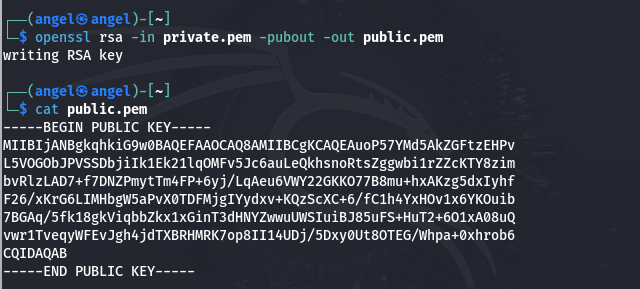 ┌──(angel㉿angel)-[~]
└─$ openssl rsa -in private.pem -pubout -out public.pem
writing RSA key
┌──(angel㉿angel)-[~]
└─$ cat public.pem
-----BEGIN PUBLIC KEY-----
MIIBIjANBgkqhkiG9w0BAQEFAAOCAQ8AMIIBCgKCAQEAuoP57YMd5AkZGFtzEHPv
L5VOGObJPVSSDbjiIk1Ek21lqOMFv5Jc6auLeQkhsnoRtsZggwbi1rZZcKTY8zim
bvRlzLAD7+f7DNZPmytTm4FP+6yj/LqAeu6VWY22GKKO77B8mu+hxAKzg5dxIyhf
F26/xKrG6LIMHbgW5aPvX0TDFMjgIYydxv+KQzScXC+6/fC1h4YxHOv1x6YKOuib
7BGAq/5fk18gkViqbbZkx1xGinT3dHNYZwwuUWSIuiBJ85uFS+HuT2+6O1xA08uQ
vwr1TveqyWFEvJgh4jdTXBRHMRK7op8II14UDj/5Dxy0Ut8OTEG/Whpa+0xhrob6
CQIDAQAB
-----END PUBLIC KEY-----